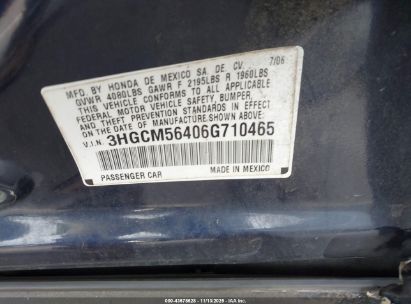 MFD. BY HONDA DE MEXICO SA. DE CV. 7/06
GVWR 4080LBS GAWR F 2195LBS R 1960LBS
THIS VEHICLE CONFORMS TO ALL APPLICABLE
FEDERAL MOTOR VEHICLE SAFETY, BUMPER,
AND THEFT PREVENTION STANDARDS IN EFFECT
ON THE DATE OF MANUFACTURE SHOWN ABOVE.
V.I.N. 3HGCM56406G710465
PASSENGER CAR MADE IN MEXICO